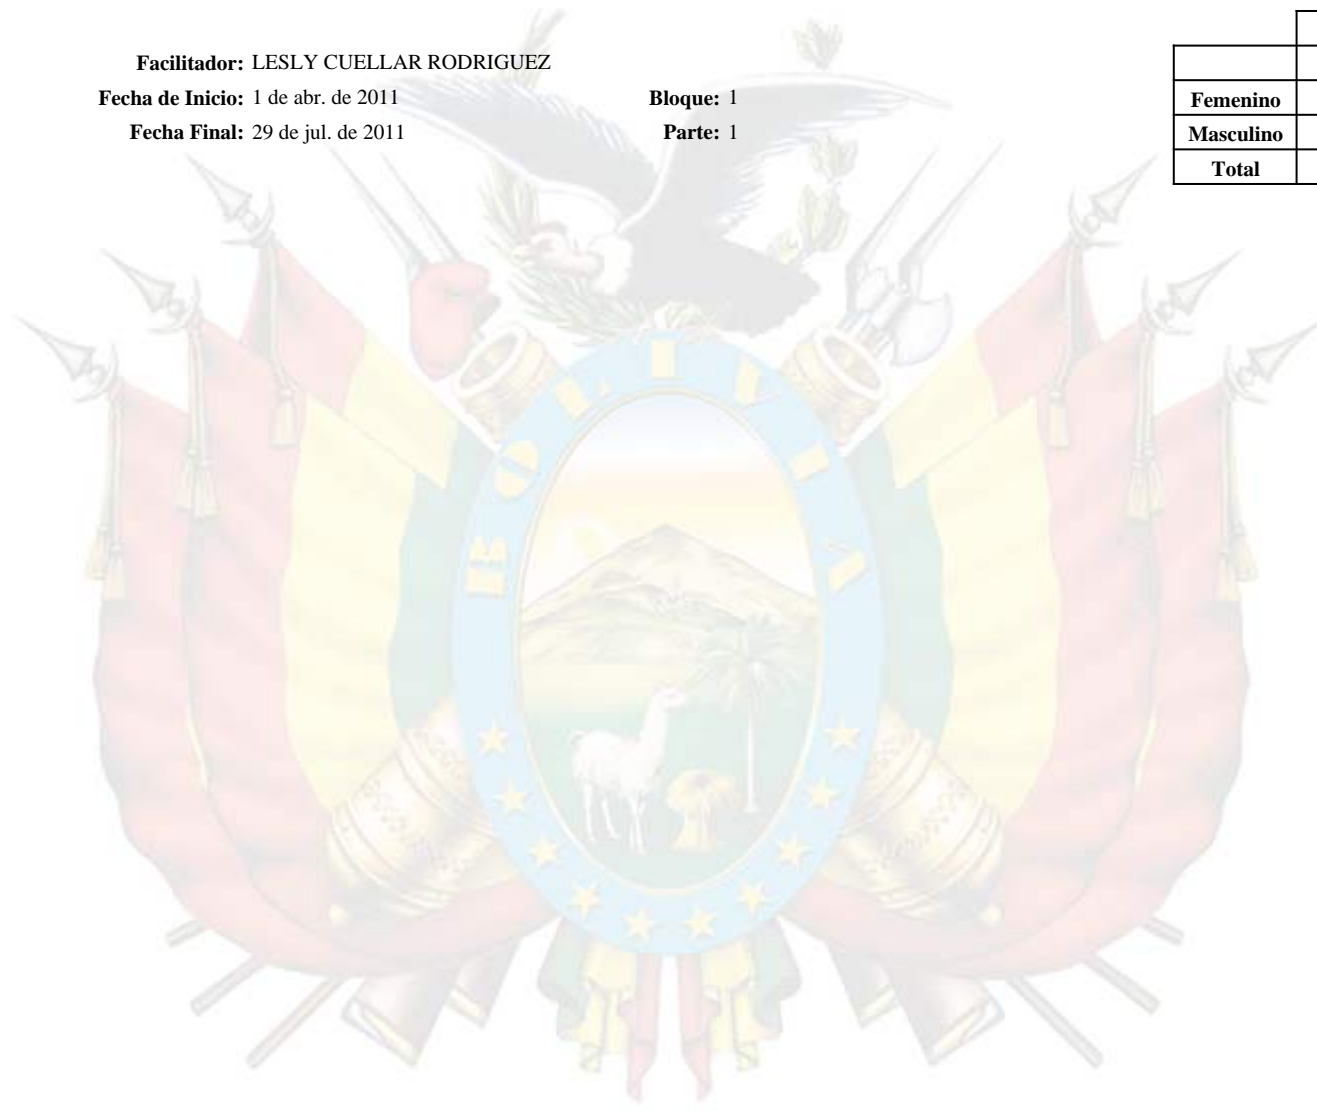 Facilitador: LESLY CUELLAR RODRIGUEZ
Fecha de Inicio: 1 de abr. de 2011 Bloque: 1
Fecha Final: 29 de jul. de 2011 Parte: 1
Femenino
Masculino
Total
BOLIVIA